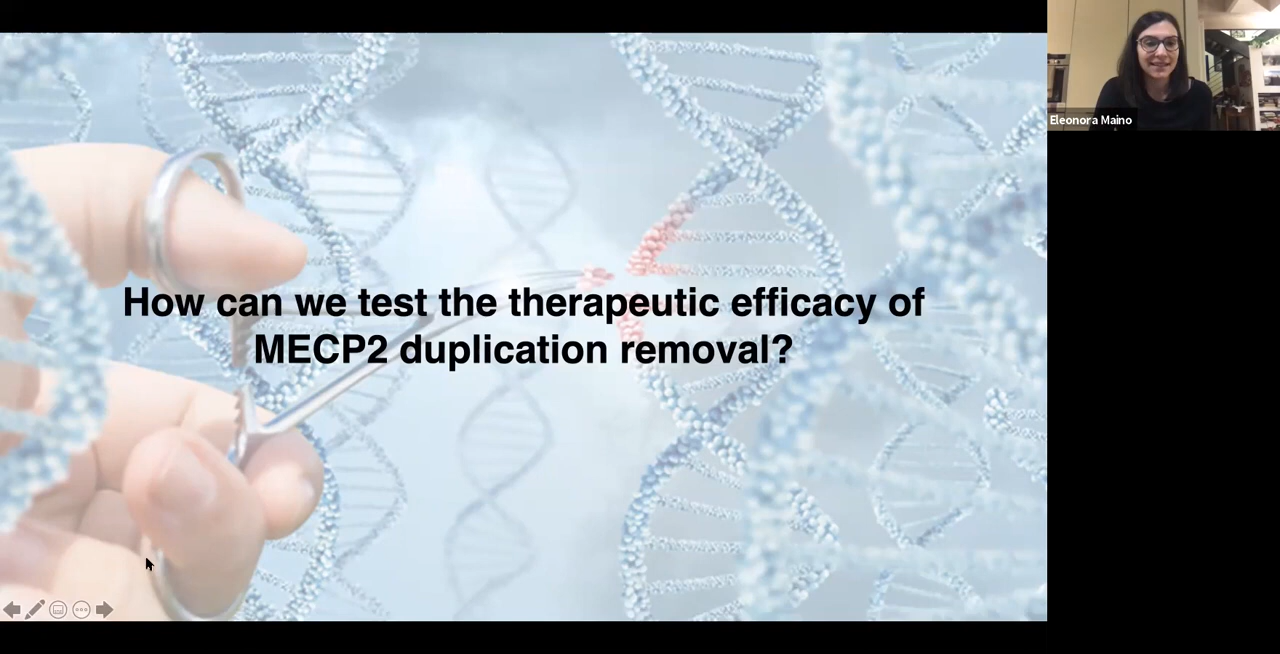 How can we test the therapeutic efficacy of
MECP2 duplication removal?
Eleonora Maino